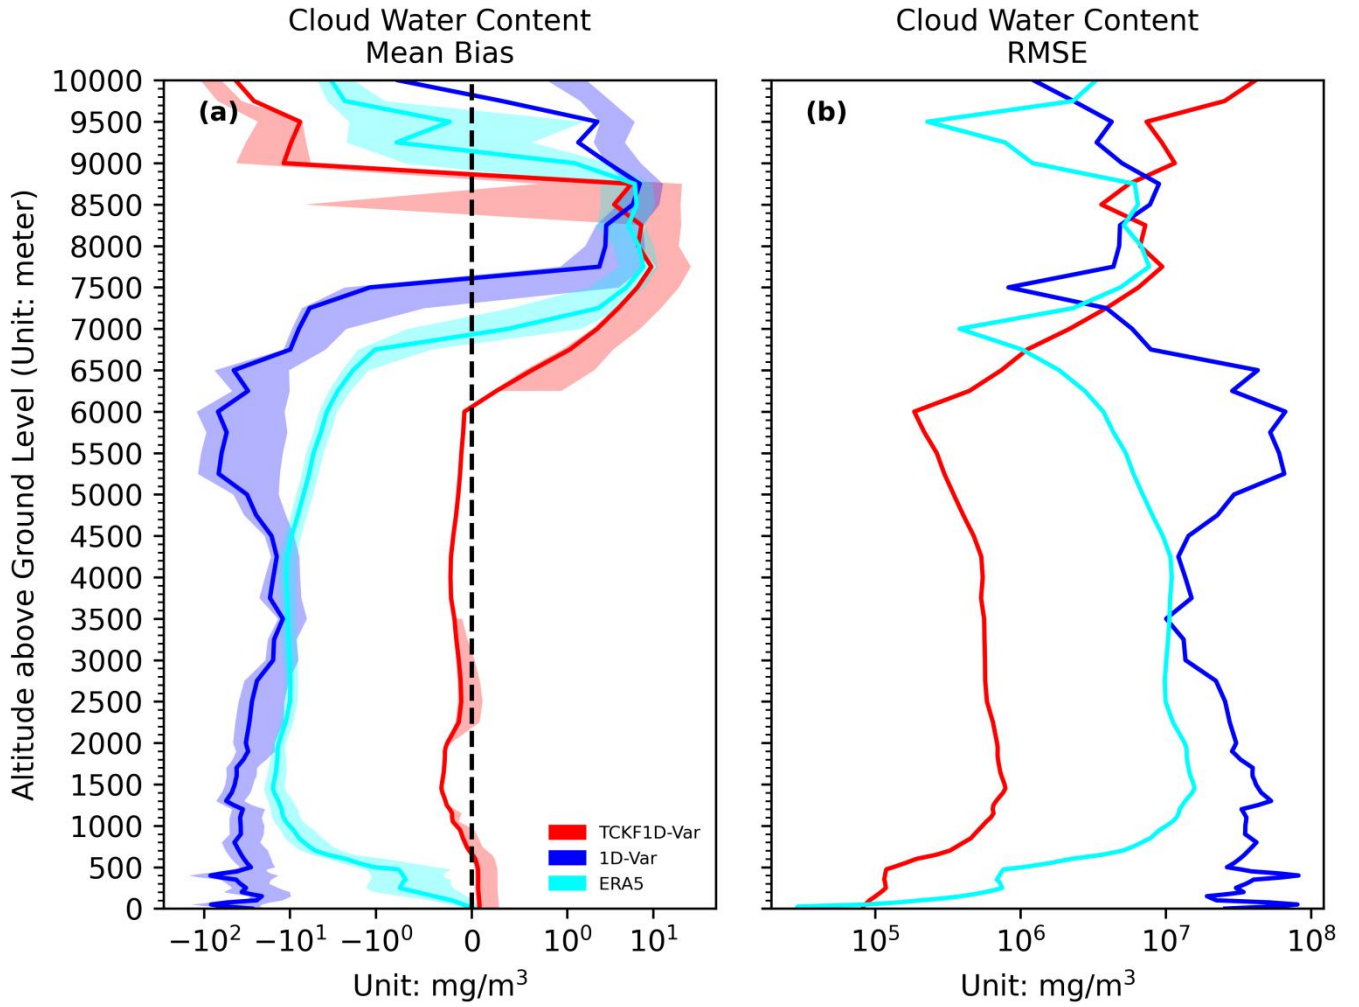 Cloud Water Content
Mean Bias
Cloud Water Content
RMSE
(a)
(b)
Altitude above Ground Level (Unit: meter)
10000
9500
9000
8500
8000
7500
7000
6500
6000
5500
5000
4500
4000
3500
3000
2500
2000
1500
1000
500
0
TCKF1D-Var
1D-Var
ERA5
−10² −10¹ −10⁰ 0 10⁰ 10¹
10⁵ 10⁶ 10⁷ 10⁸
Unit: mg/m³
Unit: mg/m³